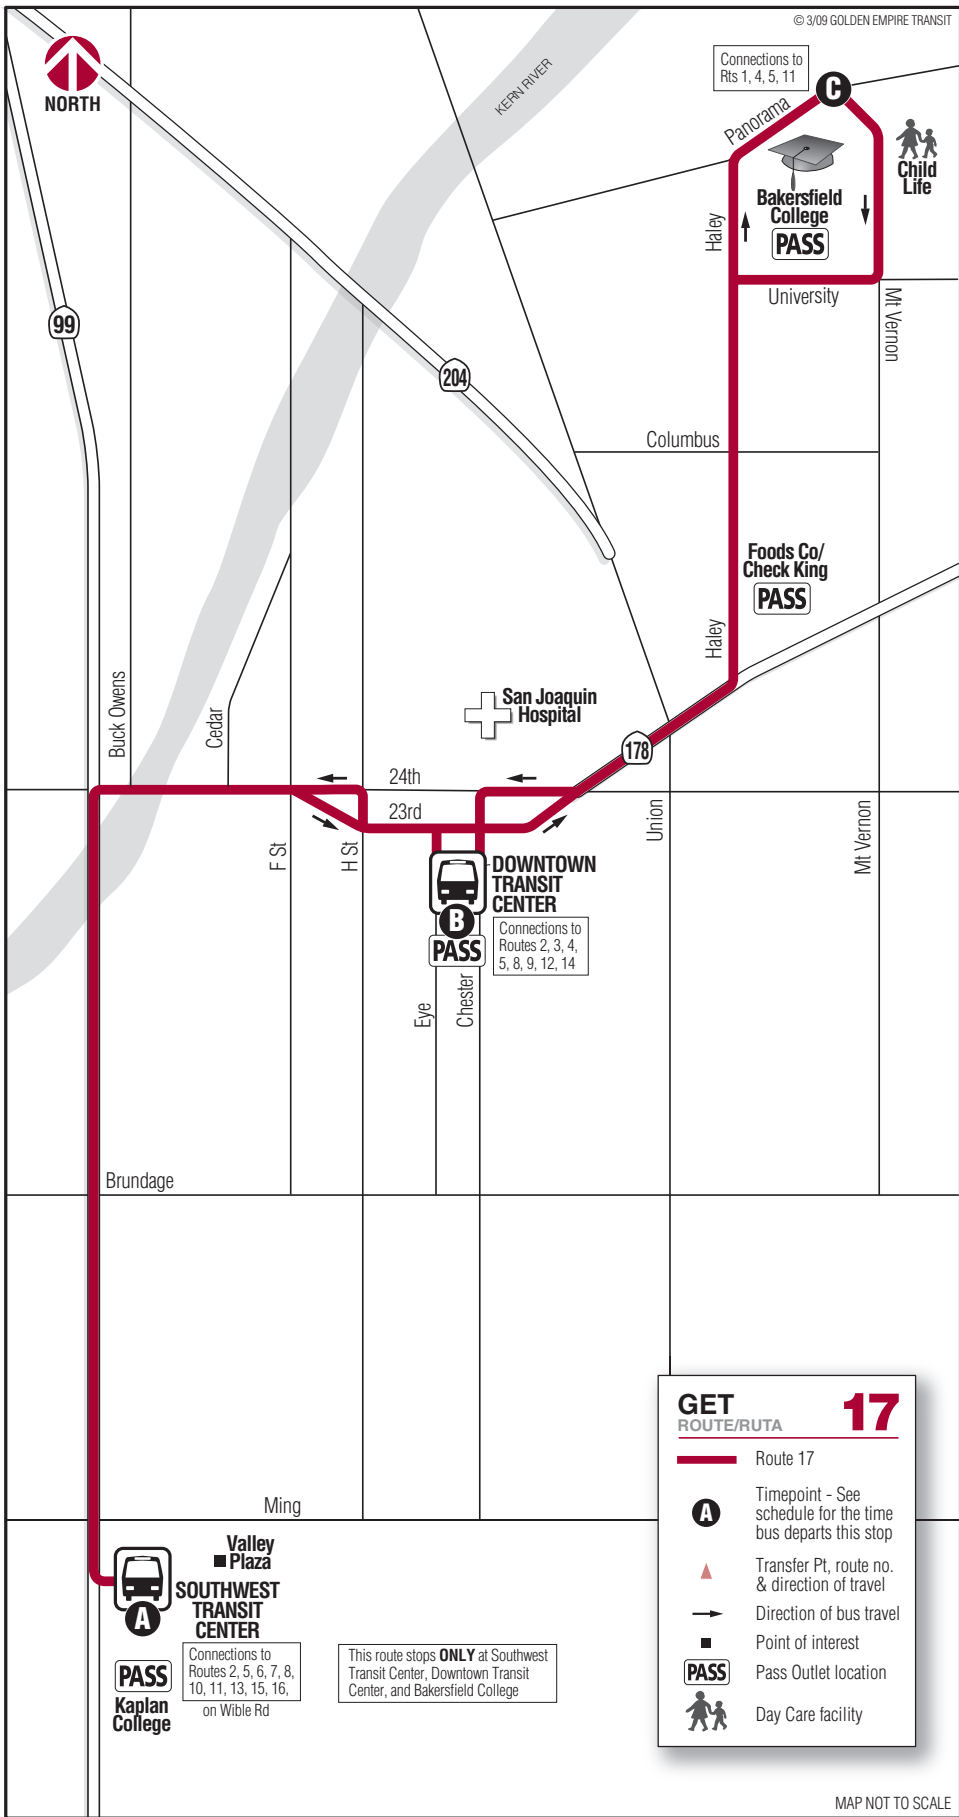 © 3/09 GOLDEN EMPIRE TRANSIT
NORTH
KERN RIVER
Connections to
Rts 1, 4, 5, 11
C
Panorama
Child
Life
Bakersfield
College
PASS
Haley
University
Mt Vernon
99
204
Columbus
Foods Co/
Check King
PASS
Haley
Buck Owens
Cedar
San Joaquin
Hospital
178
24th
23rd
F St
H St
Union
Mt Vernon
DOWNTOWN
TRANSIT
CENTER
B
PASS
Connections to
Routes 2, 3, 4,
5, 8, 9, 12, 14
Eye
Chester
Brundage
Ming
Valley
Plaza
SOUTHWEST
TRANSIT
CENTER
A
Connections to
Routes 2, 5, 6, 7, 8,
10, 11, 13, 15, 16,
on Wible Rd
PASS
Kaplan
College
This route stops ONLY at Southwest
Transit Center, Downtown Transit
Center, and Bakersfield College
GET 17
ROUTE/RUTA
Route 17
A
Timepoint - See
schedule for the time
bus departs this stop
Transfer Pt, route no.
& direction of travel
Direction of bus travel
Point of interest
PASS Pass Outlet location
Day Care facility
MAP NOT TO SCALE